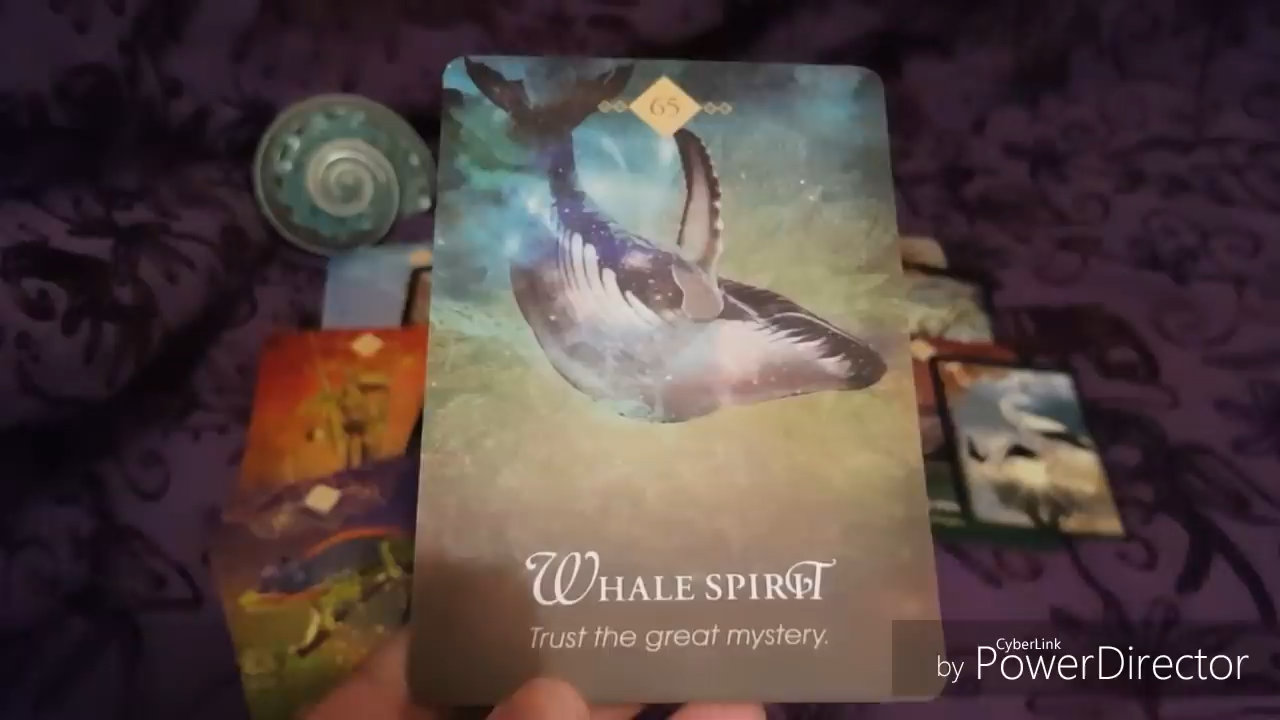 65
WHALE SPIRIT
Trust the great mystery.
CyberLink
by PowerDirector